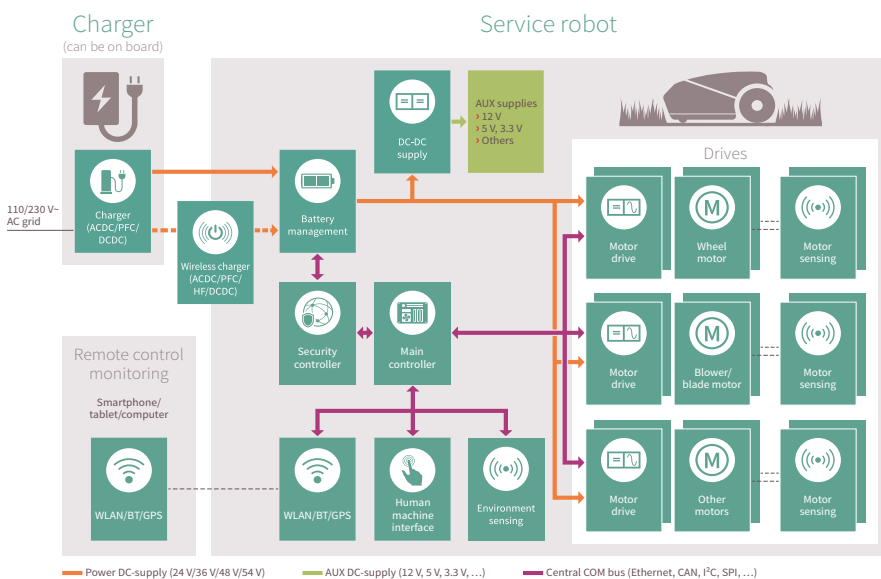 Charger
(can be on board)
Service robot
AUX supplies
› 12 V
› 5 V, 3.3 V
› Others
DC-DC
supply
Drives
110/230 V~
AC grid
Charger
(ACDC/PFC/
DCDC)
Battery
management
Wireless charger
(ACDC/PFC/
HF/DCDC)
Motor
drive
M
Wheel
motor
Motor
sensing
Security
controller
Main
controller
Motor
drive
M
Blower/
blade motor
Motor
sensing
Remote control
monitoring
Smartphone/
tablet/computer
WLAN/BT/GPS
WLAN/BT/GPS
Human
machine
interface
Environment
sensing
Motor
drive
M
Other
motors
Motor
sensing
Power DC-supply (24 V/36 V/48 V/54 V)
AUX DC-supply (12 V, 5 V, 3.3 V, …)
Central COM bus (Ethernet, CAN, I²C, SPI, …)